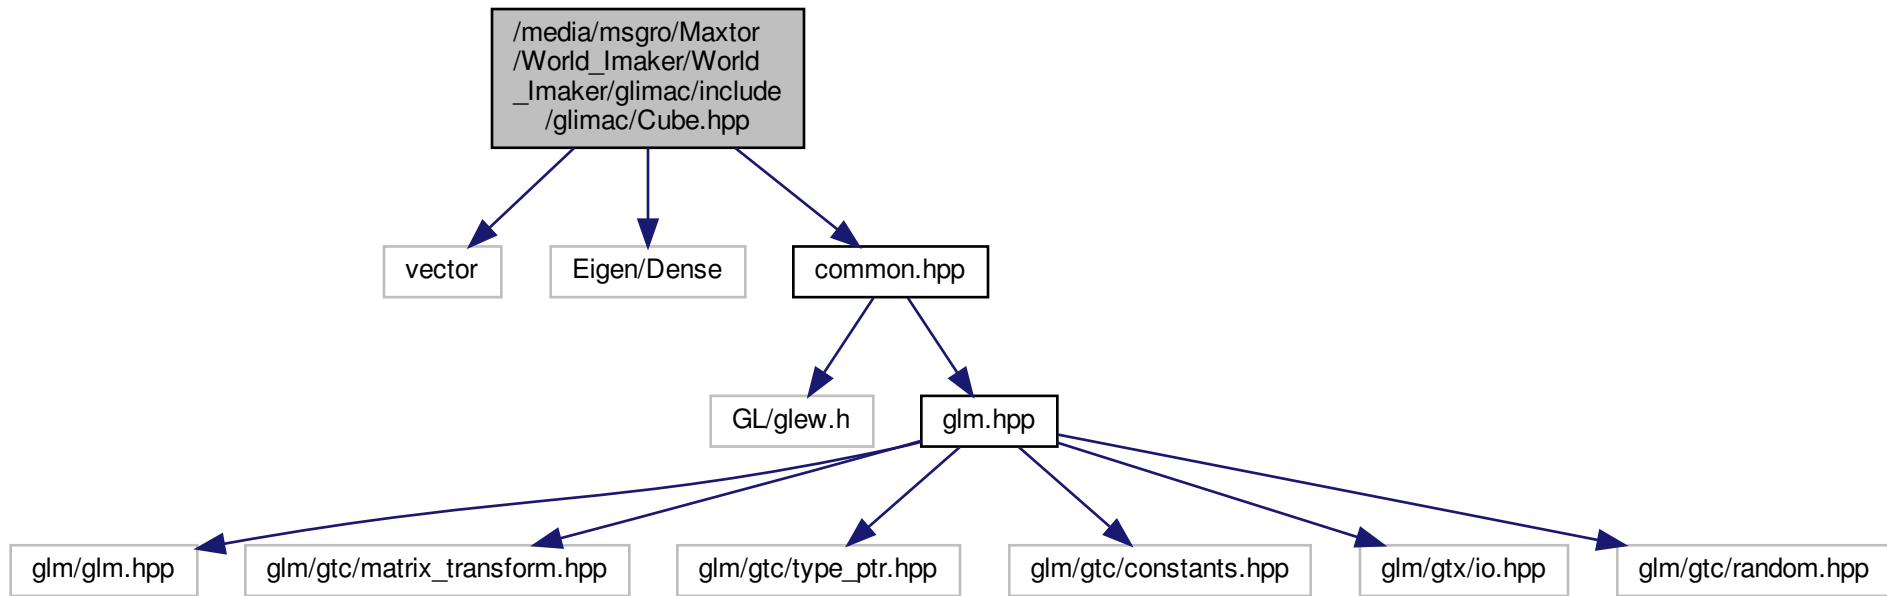 /media/msgro/Maxtor
/World_Imaker/World
_Imaker/glimac/include
/glimac/Cube.hpp
vector
Eigen/Dense
common.hpp
GL/glew.h
glm.hpp
glm/glm.hpp
glm/gtc/matrix_transform.hpp
glm/gtc/type_ptr.hpp
glm/gtc/constants.hpp
glm/gtx/io.hpp
glm/gtc/random.hpp